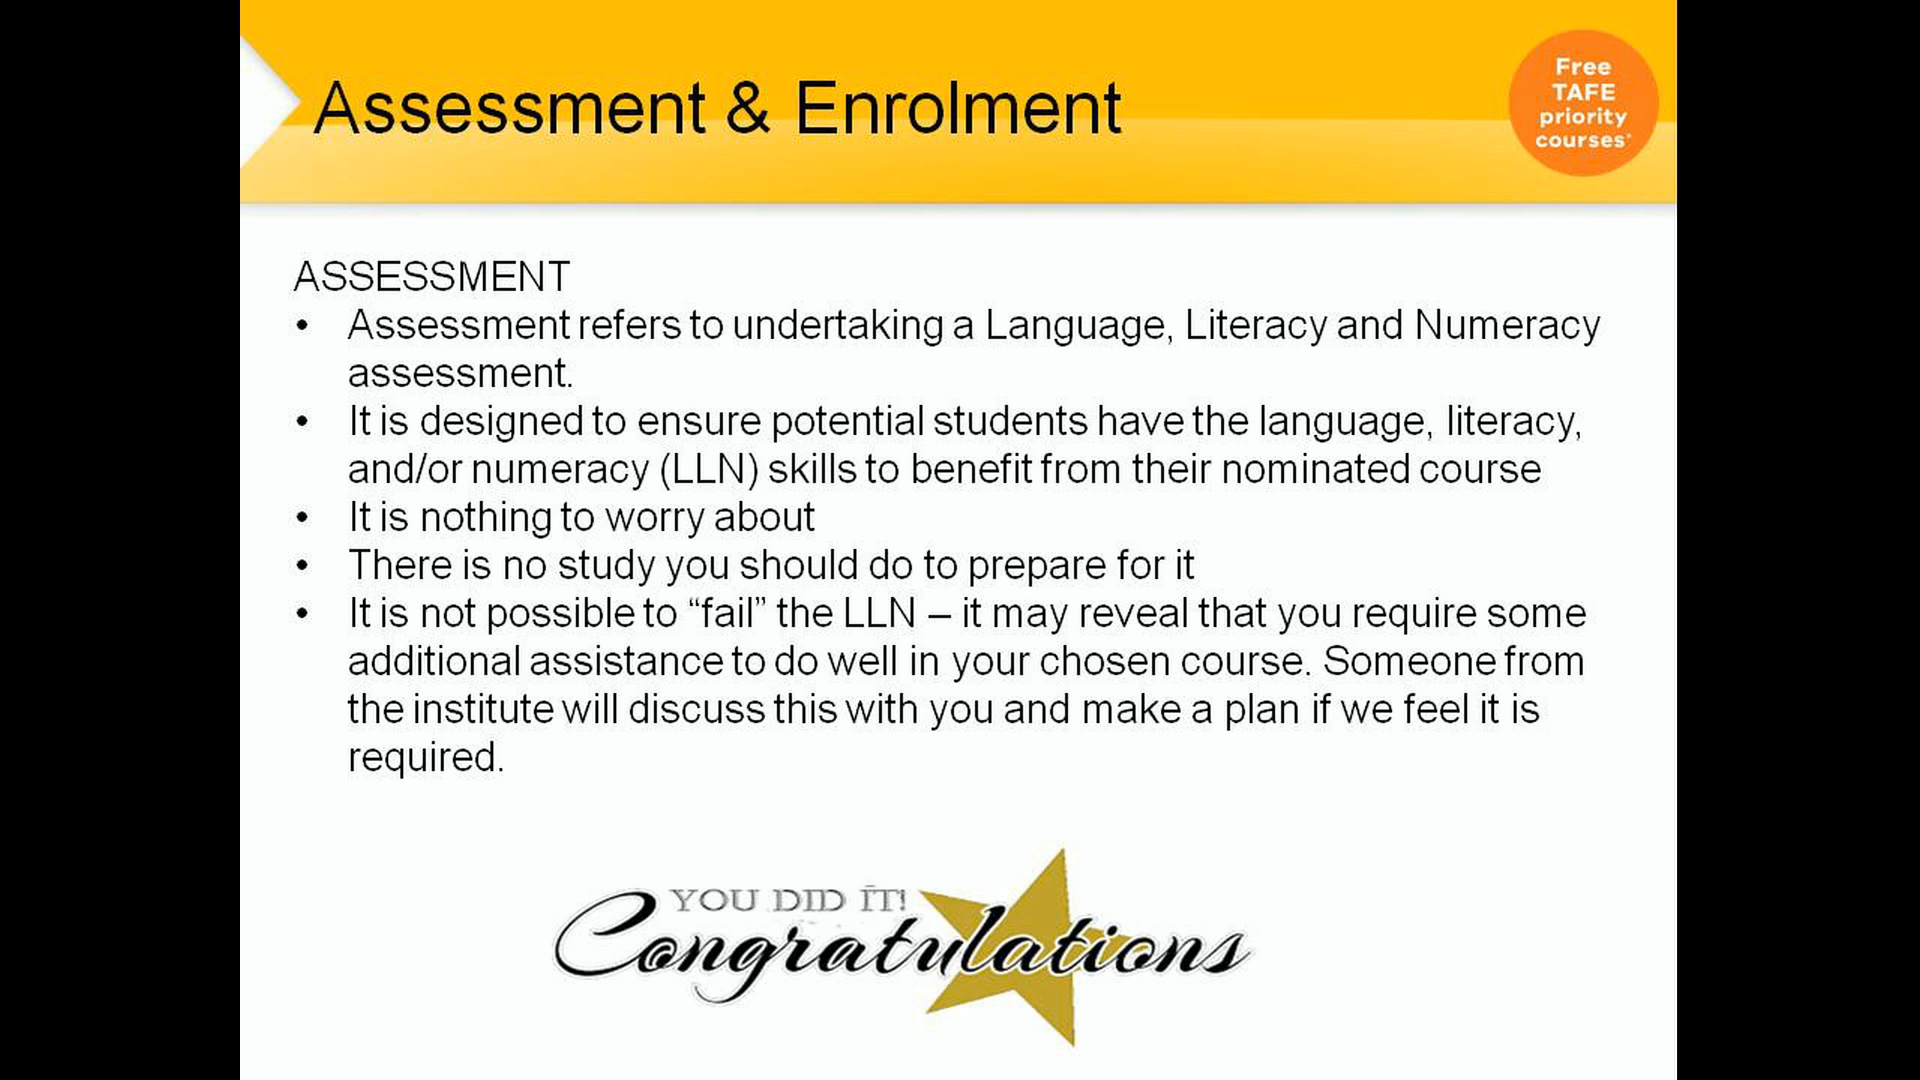 Assessment & Enrolment
Free
TAFE
priority
courses*
ASSESSMENT
• Assessment refers to undertaking a Language, Literacy and Numeracy
assessment.
• It is designed to ensure potential students have the language, literacy,
and/or numeracy (LLN) skills to benefit from their nominated course
• It is nothing to worry about
• There is no study you should do to prepare for it
• It is not possible to “fail” the LLN – it may reveal that you require some
additional assistance to do well in your chosen course. Someone from
the institute will discuss this with you and make a plan if we feel it is
required.
YOU DID IT!
Congratulations